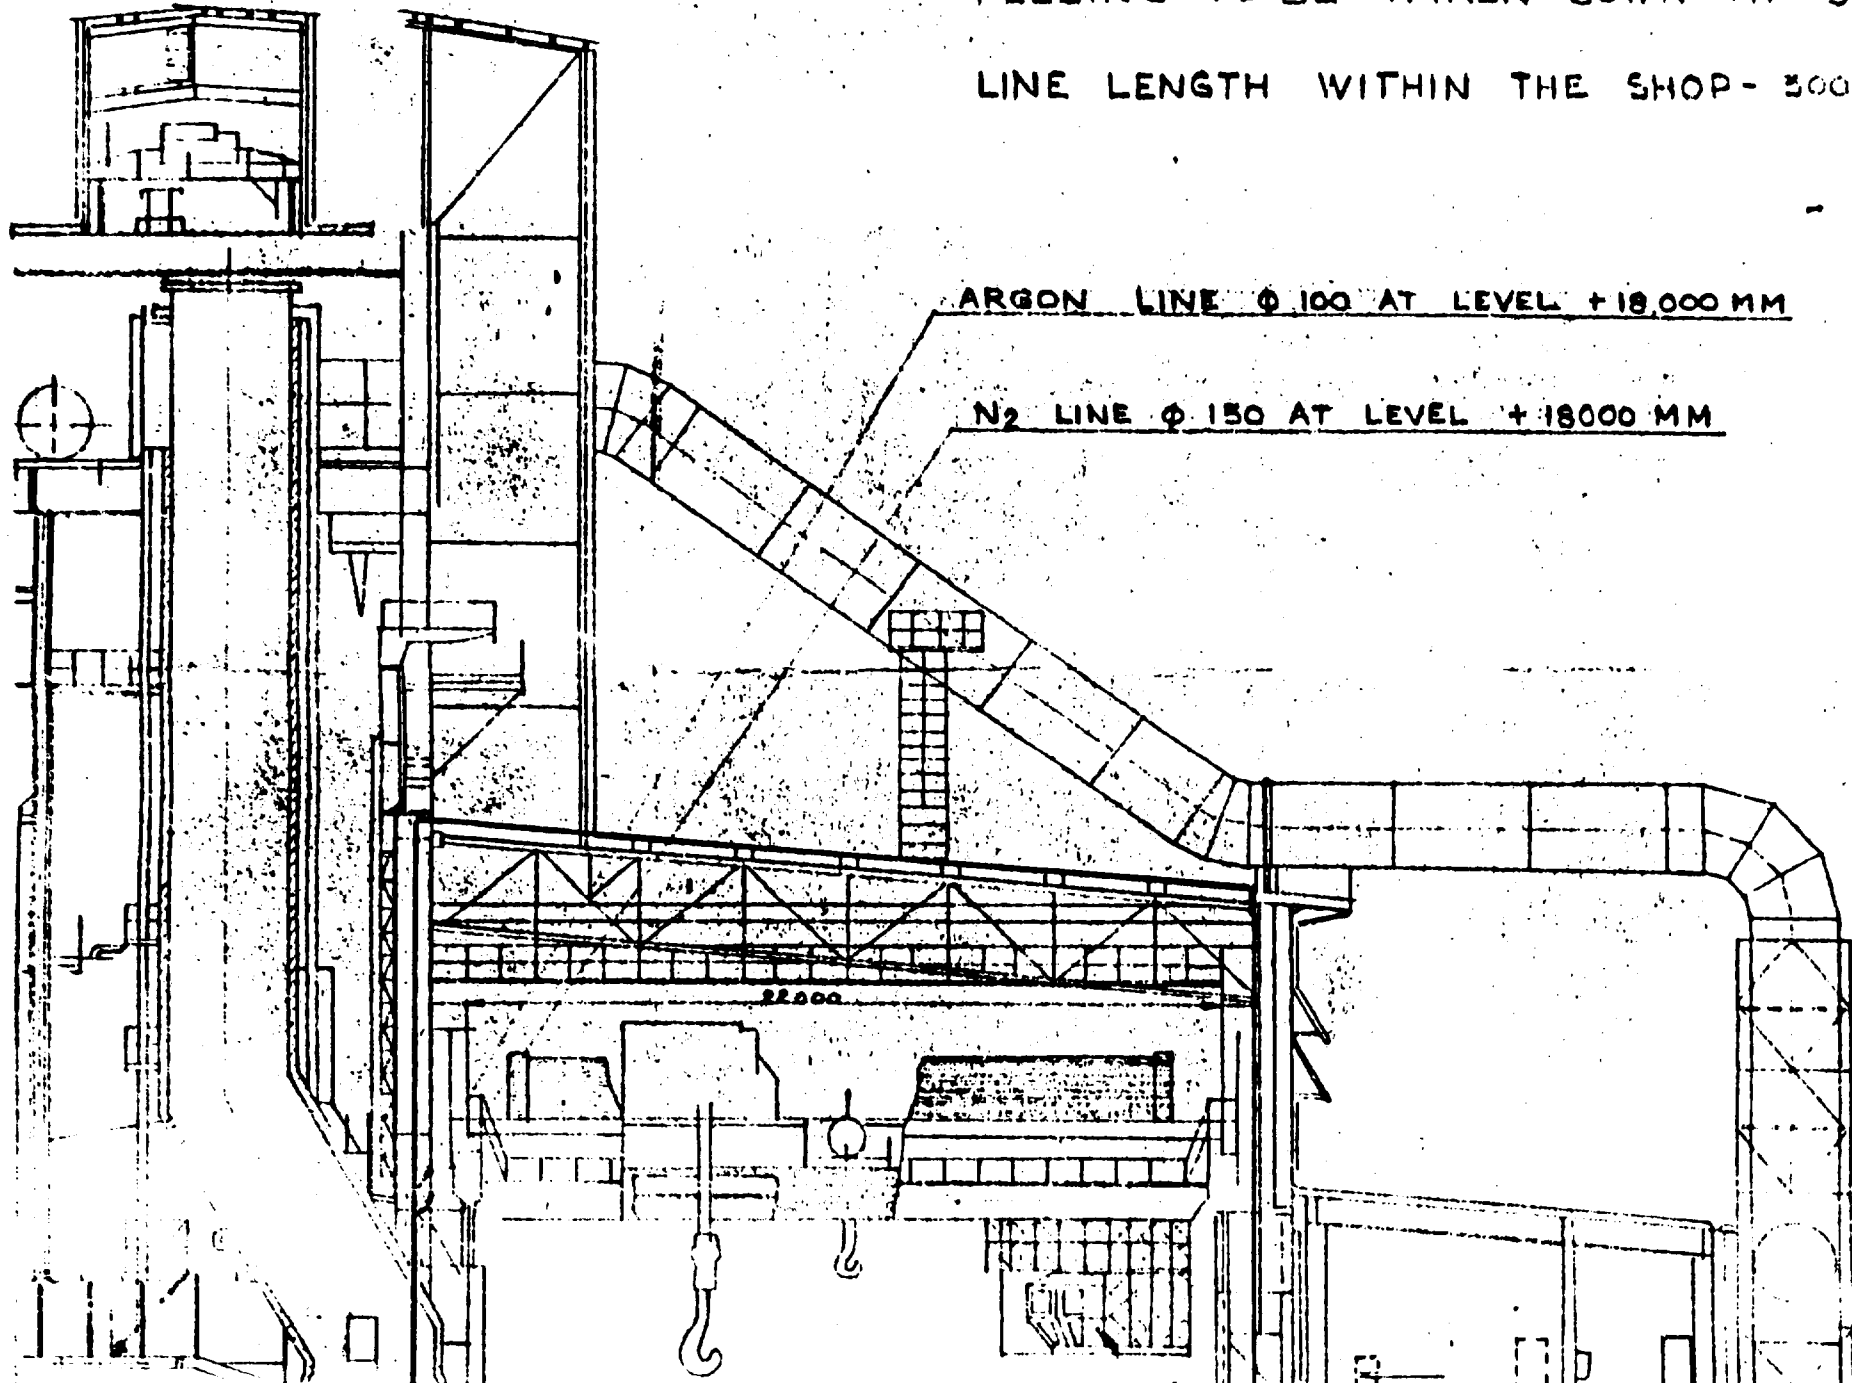 LINE LENGTH WITHIN THE SHOP - 300
ARGON LINE Φ 100 AT LEVEL +18,000 MM
N2 LINE Φ 150 AT LEVEL +18000 MM
22000